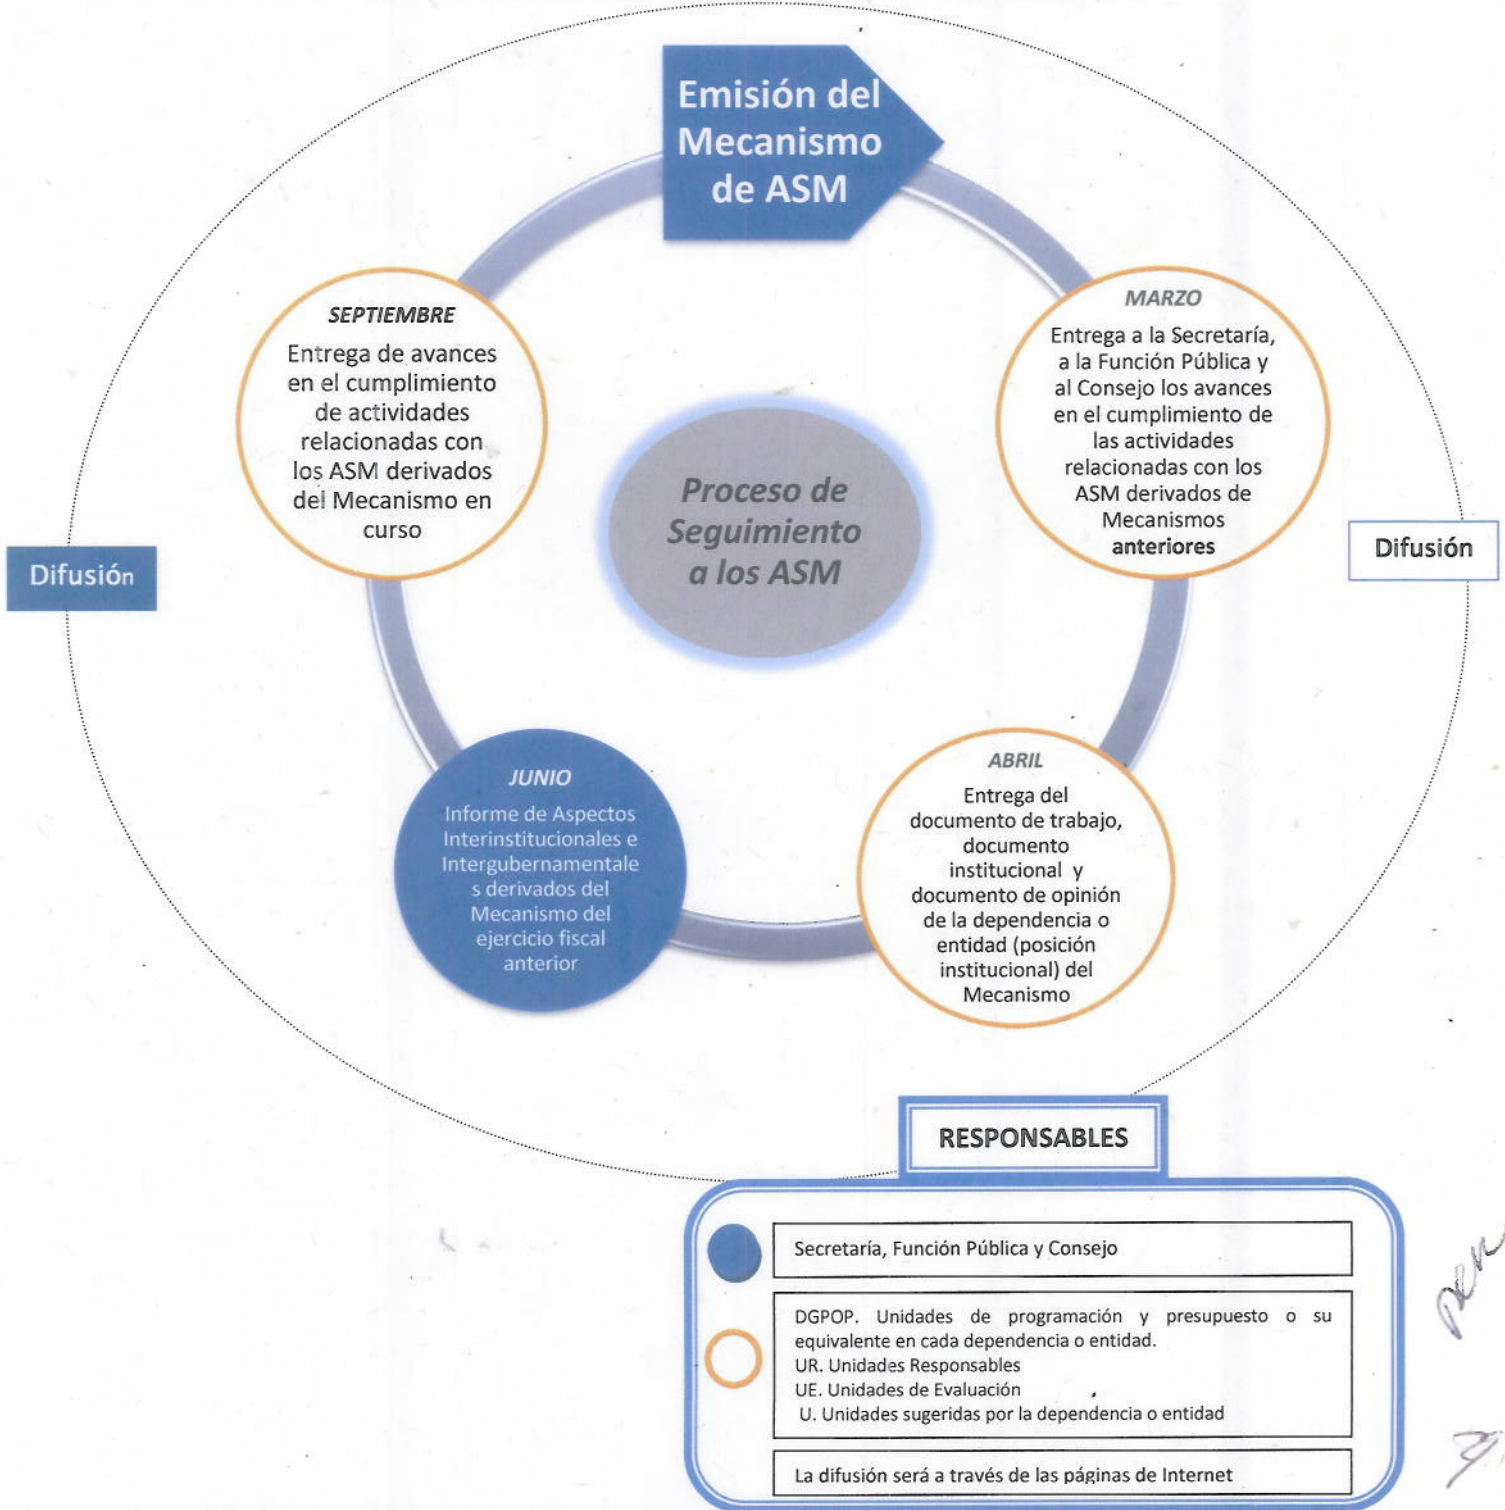 Emisión del
Mecanismo
de ASM
MARZO
Entrega a la Secretaría,
a la Función Pública y
al Consejo los avances
en el cumplimiento de
las actividades
relacionadas con los
ASM derivados de
Mecanismos
anteriores
SEPTIEMBRE
Entrega de avances
en el cumplimiento
de actividades
relacionadas con
los ASM derivados
del Mecanismo en
curso
Proceso de
Seguimiento
a los ASM
Difusión
Difusión
ABRIL
Entrega del
documento de trabajo,
documento
institucional y
documento de opinión
de la dependencia o
entidad (posición
institucional) del
Mecanismo
JUNIO
Informe de Aspectos
Interinstitucionales e
Intergubernamentale
s derivados del
Mecanismo del
ejercicio fiscal
anterior
RESPONSABLES
Secretaría, Función Pública y Consejo
DGPOP. Unidades de programación y presupuesto o su
equivalente en cada dependencia o entidad.
UR. Unidades Responsables
UE. Unidades de Evaluación
U. Unidades sugeridas por la dependencia o entidad
La difusión será a través de las páginas de Internet